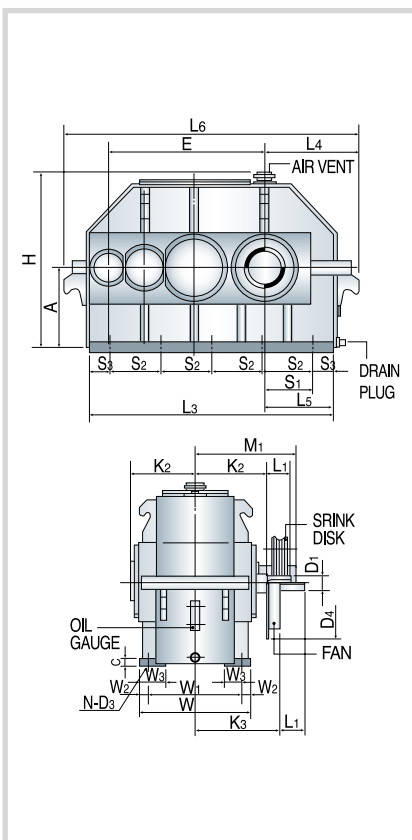 L6
E
L4
AIR VENT
H
A
S3
S2
S2
S2
S2
S3
DRAIN
PLUG
S1
L5
L3
M1
K2
K2
L1
SRINK
DISK
D1
D4
OIL
GAUGE
FAN
C
W3
W3
W2
W1
W2
N-D3
W
K3
L1